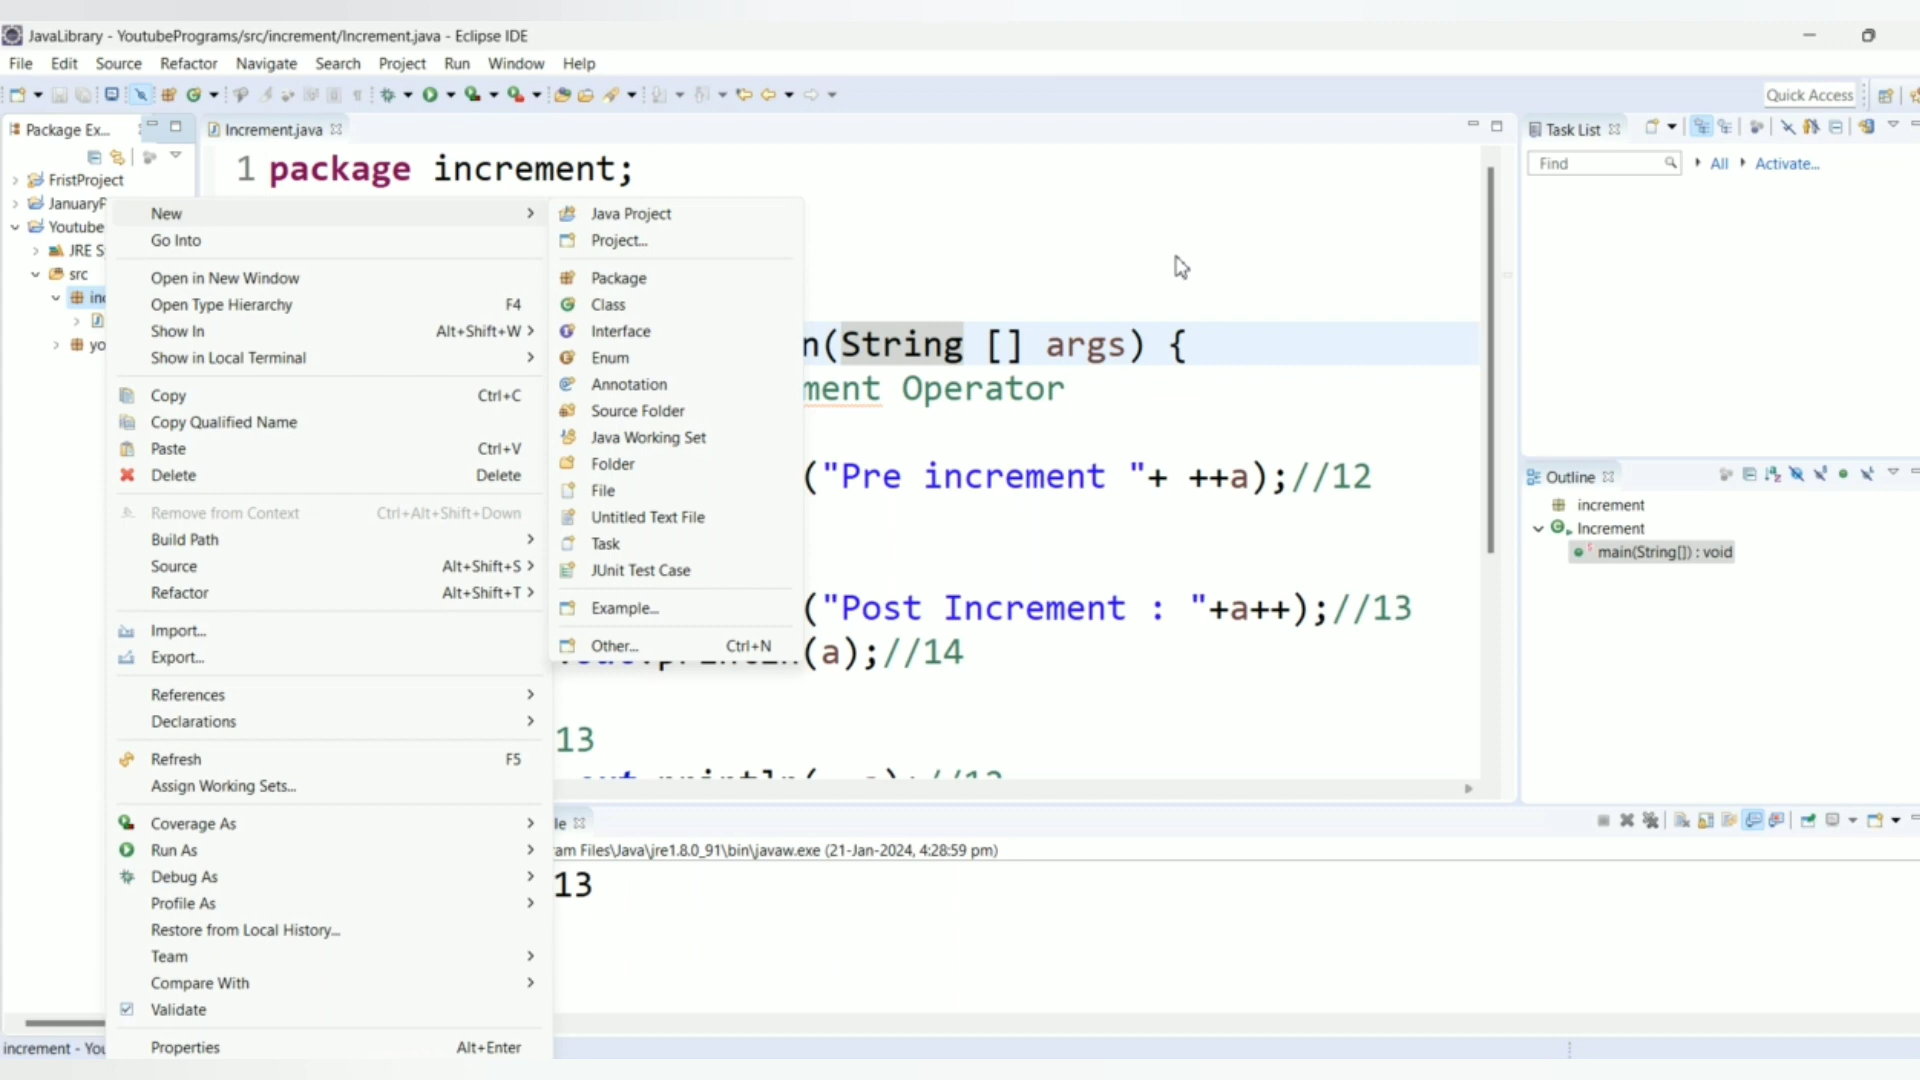 JavaLibrary - YoutubePrograms/src/increment/Increment.java - Eclipse IDE
File Edit Source Refactor Navigate Search Project Run Window Help
Quick Access
Package Ex...
Increment.java
Task List
Find
All
Activate...
FristProject
JanuaryP
Youtube
JRE S
src
inc
yo
1 package increment;
n(String [] args) {
ment Operator
("Pre increment "+ ++a);//12
("Post Increment : "+a++);//13
(a);//14
13
New
Go Into
Open in New Window
Open Type Hierarchy F4
Show In Alt+Shift+W
Show in Local Terminal
Copy Ctrl+C
Copy Qualified Name
Paste Ctrl+V
Delete Delete
Remove from Context Ctrl+Alt+Shift+Down
Build Path
Source Alt+Shift+S
Refactor Alt+Shift+T
Import...
Export...
References
Declarations
Refresh F5
Assign Working Sets...
Coverage As
Run As
Debug As
Profile As
Restore from Local History...
Team
Compare With
Validate
Properties Alt+Enter
Java Project
Project...
Package
Class
Interface
Enum
Annotation
Source Folder
Java Working Set
Folder
File
Untitled Text File
Task
JUnit Test Case
Example...
Other... Ctrl+N
Outline
increment
Increment
main(String[]) : void
le
am Files\Java\jre1.8.0_91\bin\javaw.exe (21-Jan-2024, 4:28:59 pm)
13
increment - You